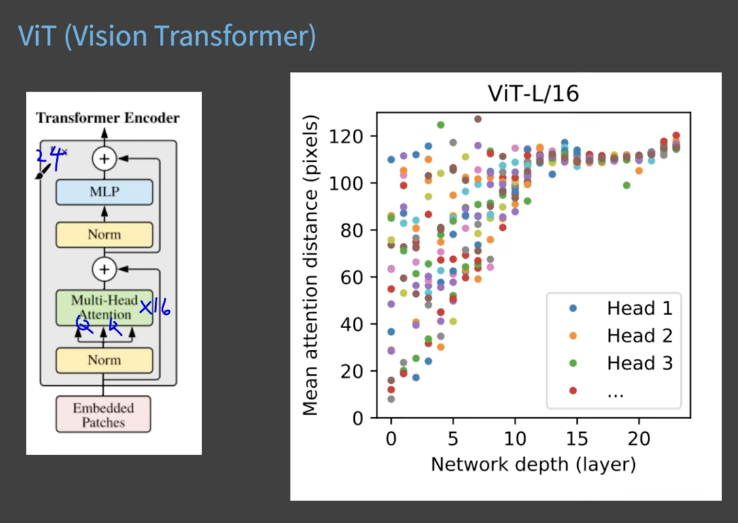 ViT (Vision Transformer)
Transformer Encoder
24x
+
MLP
Norm
+
Multi-Head
Attention
x16
Q K
Norm
Embedded
Patches
ViT-L/16
Mean attention distance (pixels)
120
100
80
60
40
20
0
Head 1
Head 2
Head 3
...
0 5 10 15 20
Network depth (layer)